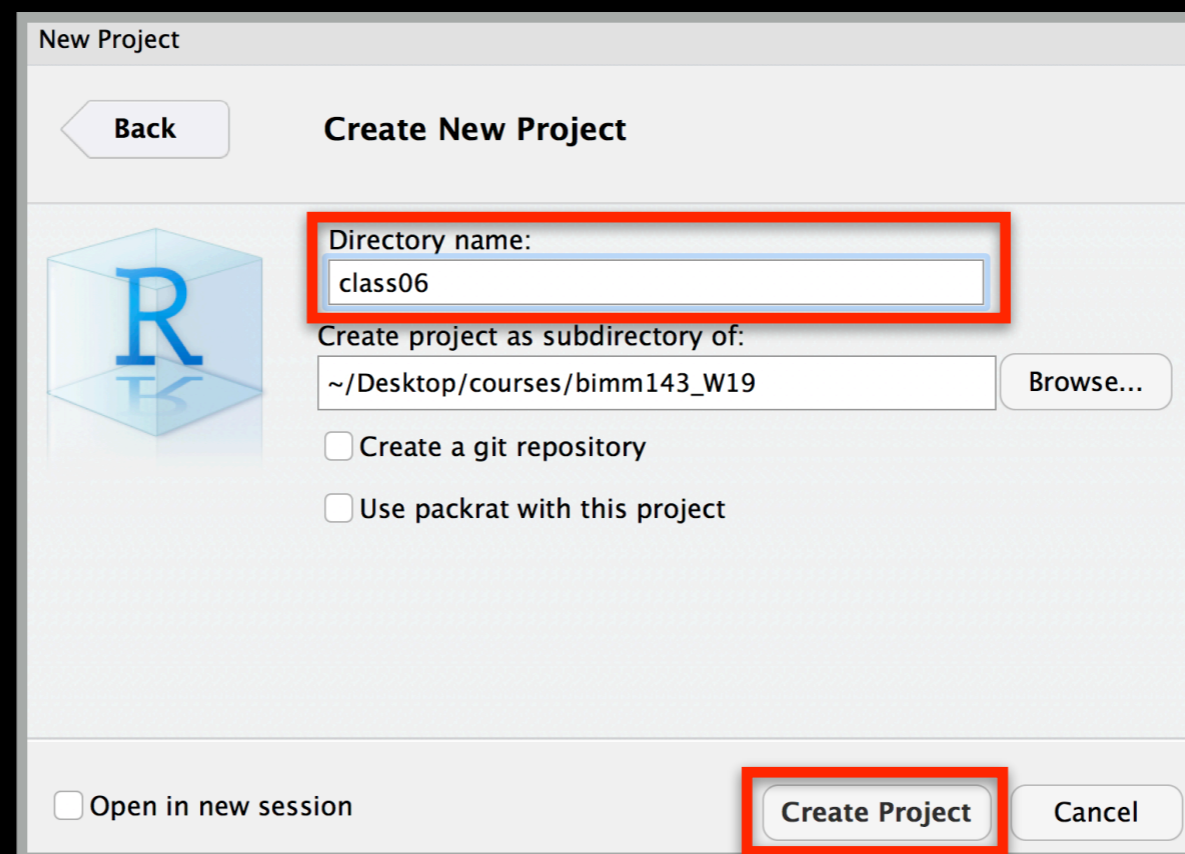 New Project
Back
Create New Project
Directory name:
class06
Create project as subdirectory of:
~/Desktop/courses/bimm143_W19
Browse...
Create a git repository
Use packrat with this project
R
Open in new session
Create Project
Cancel